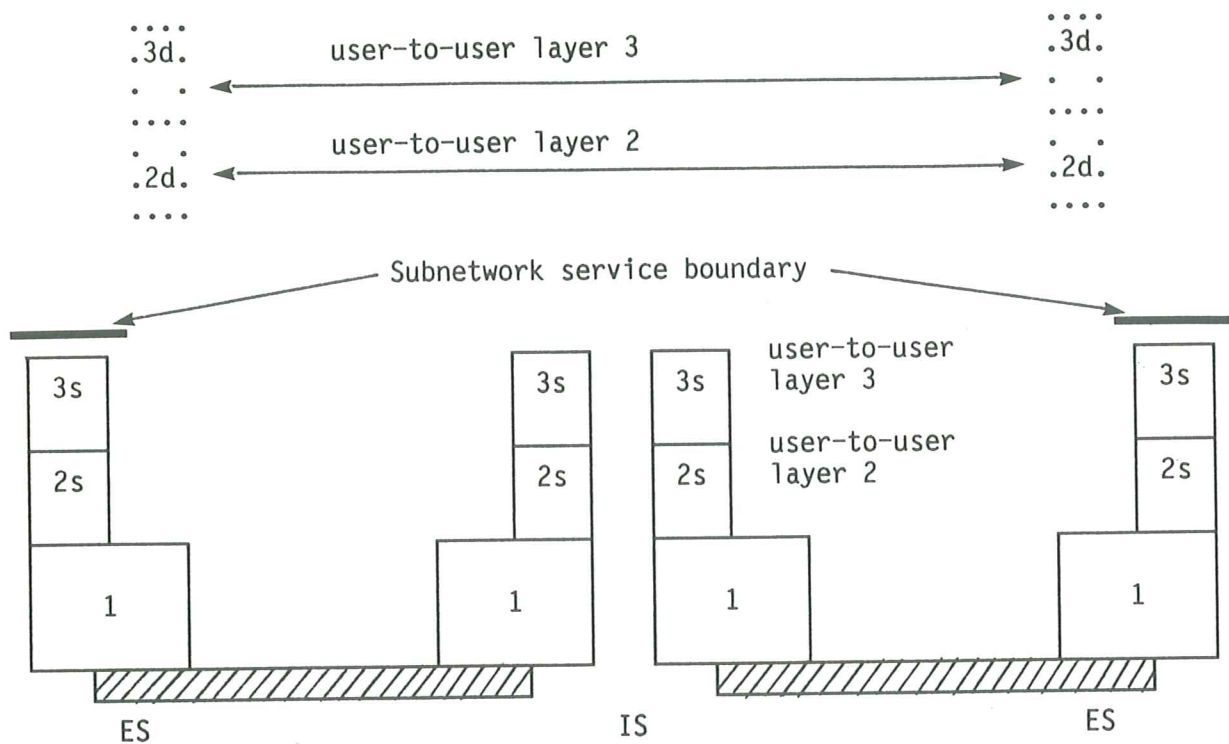 3d
3d
user-to-user layer 3
user-to-user layer 2
2d
2d
Subnetwork service boundary
3s
3s
3s
user-to-user
layer 3
3s
2s
2s
2s
user-to-user
layer 2
2s
1
1
1
1
ES
IS
ES